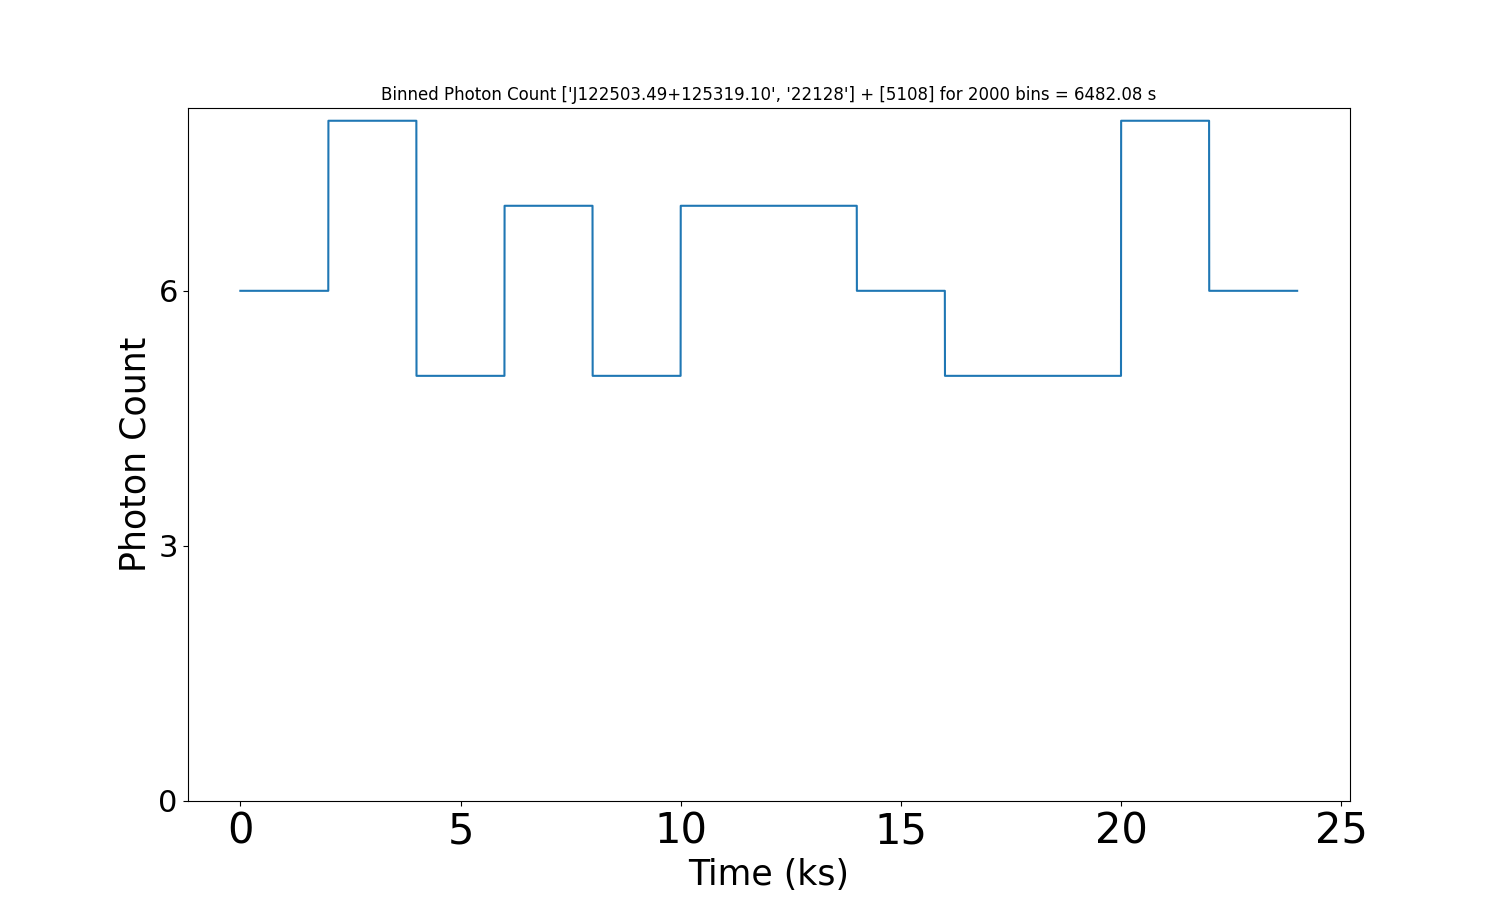 Binned Photon Count ['J122503.49+125319.10', '22128'] + [5108] for 2000 bins = 6482.08 s
6
3
0
Photon Count
0 5 10 15 20 25
Time (ks)